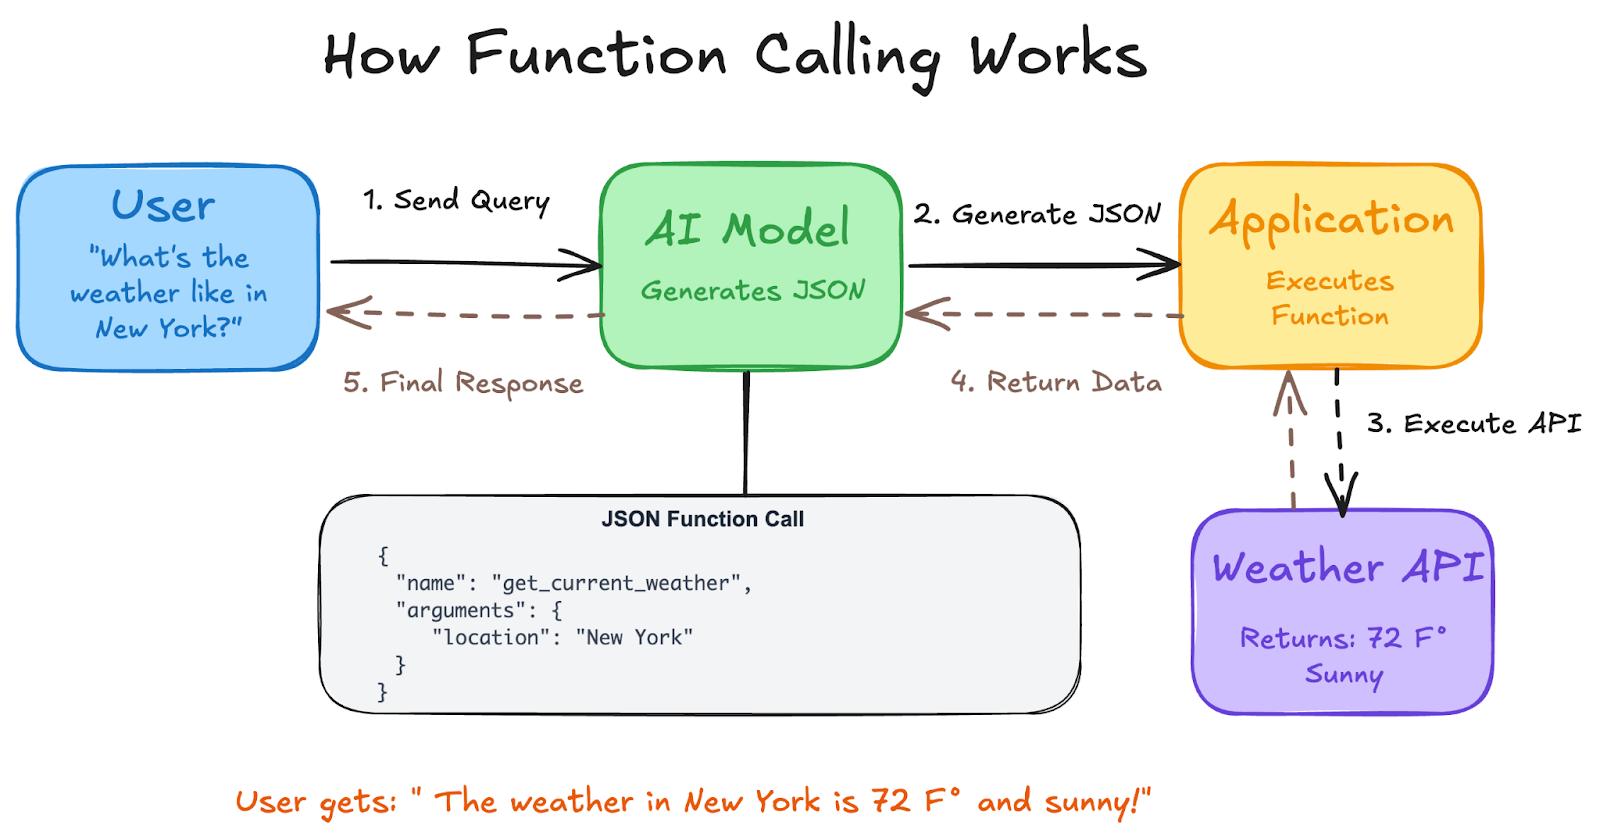 How Function Calling Works
User
"What's the
weather like in
New York?"
1. Send Query
AI Model
Generates JSON
2. Generate JSON
Application
Executes
Function
5. Final Response
4. Return Data
3. Execute API
JSON Function Call
{
"name": "get_current_weather",
"arguments": {
"location": "New York"
}
}
Weather API
Returns: 72 F°
Sunny
User gets: " The weather in New York is 72 F° and sunny!"